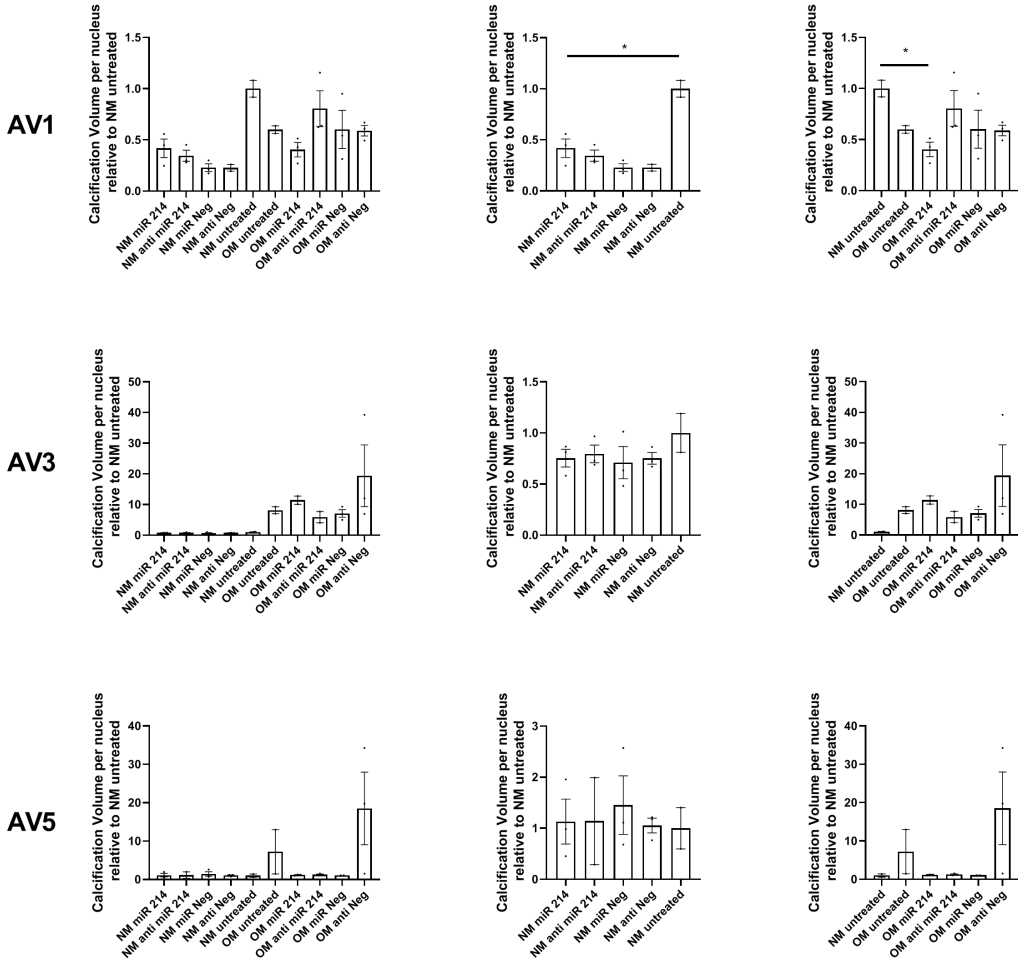 AV1
Calcification Volume per nucleus
relative to NM untreated
1.5
1.0
0.5
0.0
NM miR 214
NM anti miR 214
NM miR Neg
NM anti Neg
NM untreated
OM untreated
OM miR 214
OM anti miR 214
OM miR Neg
OM anti Neg
Calcification Volume per nucleus
relative to NM untreated
1.5
1.0
0.5
0.0
*
NM miR 214
NM anti miR 214
NM miR Neg
NM anti Neg
NM untreated
Calcification Volume per nucleus
relative to NM untreated
1.5
1.0
0.5
0.0
*
NM untreated
OM untreated
OM miR 214
OM anti miR 214
OM miR Neg
OM anti Neg
AV3
Calcification Volume per nucleus
relative to NM untreated
50
40
30
20
10
0
NM miR 214
NM anti miR 214
NM miR Neg
NM anti Neg
NM untreated
OM untreated
OM miR 214
OM anti miR 214
OM miR Neg
OM anti Neg
Calcification Volume per nucleus
relative to NM untreated
1.5
1.0
0.5
0.0
NM miR 214
NM anti miR 214
NM miR Neg
NM anti Neg
NM untreated
Calcification Volume per nucleus
relative to NM untreated
50
40
30
20
10
0
NM untreated
OM untreated
OM miR 214
OM anti miR 214
OM miR Neg
OM anti Neg
AV5
Calcification Volume per nucleus
relative to NM untreated
40
30
20
10
0
NM miR 214
NM anti miR 214
NM miR Neg
NM anti Neg
NM untreated
OM untreated
OM miR 214
OM anti miR 214
OM miR Neg
OM anti Neg
Calcification Volume per nucleus
relative to NM untreated
3
2
1
0
NM miR 214
NM anti miR 214
NM miR Neg
NM anti Neg
NM untreated
Calcification Volume per nucleus
relative to NM untreated
40
30
20
10
0
NM untreated
OM untreated
OM miR 214
OM anti miR 214
OM miR Neg
OM anti Neg